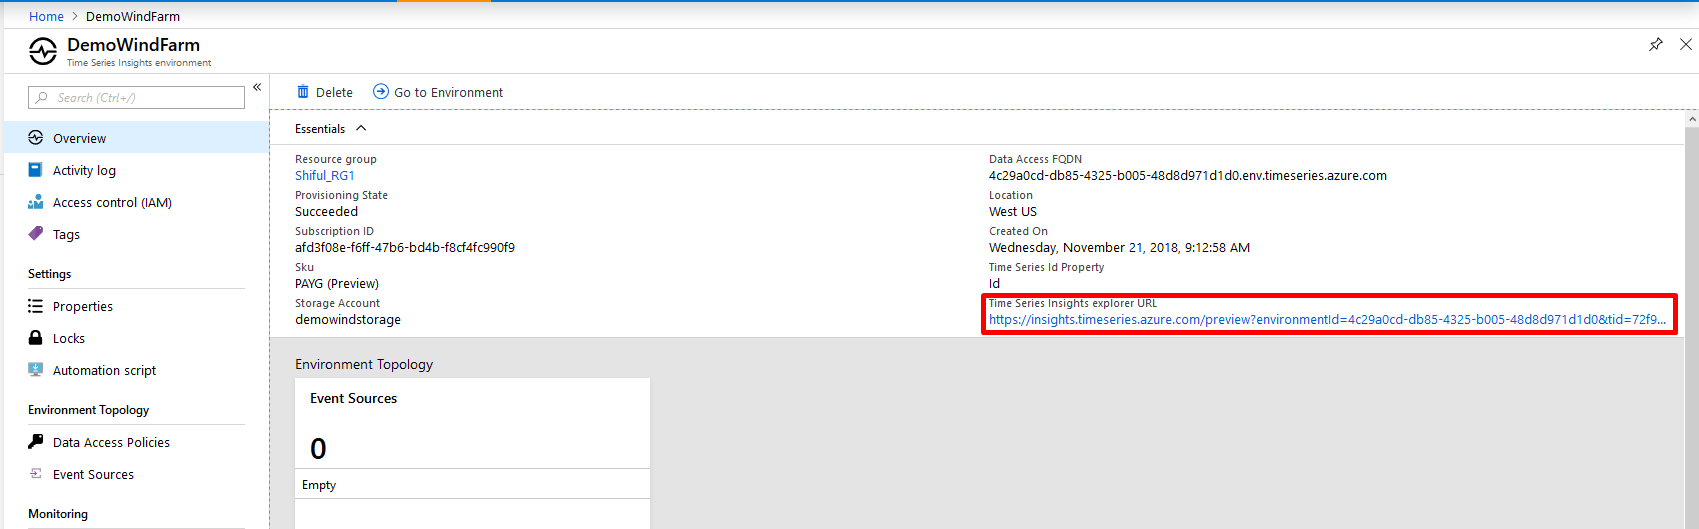 Home > DemoWindFarm
DemoWindFarm
Time Series Insights environment
Search (Ctrl+/)
«
Overview
Activity log
Access control (IAM)
Tags
Settings
Properties
Locks
Automation script
Environment Topology
Data Access Policies
Event Sources
Monitoring
Delete
Go to Environment
Essentials
Resource group
Shiful_RG1
Provisioning State
Succeeded
Subscription ID
afd3f08e-f6ff-47b6-bd4b-f8cf4fc990f9
Sku
PAYG (Preview)
Storage Account
demowindstorage
Data Access FQDN
4c29a0cd-db85-4325-b005-48d8d971d1d0.env.timeseries.azure.com
Location
West US
Created On
Wednesday, November 21, 2018, 9:12:58 AM
Time Series Id Property
Id
Time Series Insights explorer URL
https://insights.timeseries.azure.com/preview?environmentId=4c29a0cd-db85-4325-b005-48d8d971d1d0&tid=72f9...
Environment Topology
Event Sources
0
Empty